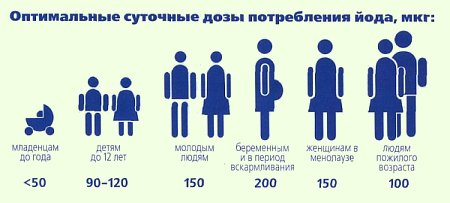 Оптимальные суточные дозы потребления йода, мкг:
младенцам
до года
<50
детям
до 12 лет
90–120
молодым
людям
150
беременным
и в период
вскармливания
200
женщинам в
менопаузе
150
людям
пожилого
возраста
100